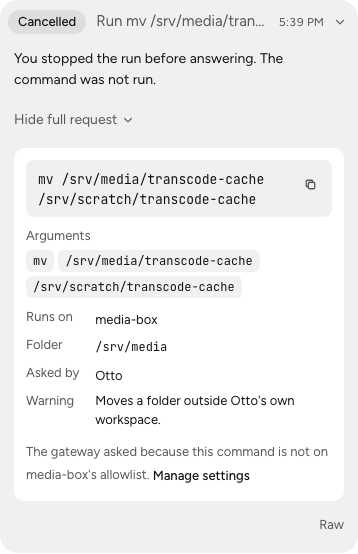 Cancelled Run mv /srv/media/tran... 5:39 PM
You stopped the run before answering. The
command was not run.
Hide full request
mv /srv/media/transcode-cache
/srv/scratch/transcode-cache
Arguments
mv /srv/media/transcode-cache
/srv/scratch/transcode-cache
Runs on media-box
Folder /srv/media
Asked by Otto
Warning Moves a folder outside Otto's own
workspace.
The gateway asked because this command is not on
media-box's allowlist. Manage settings
Raw